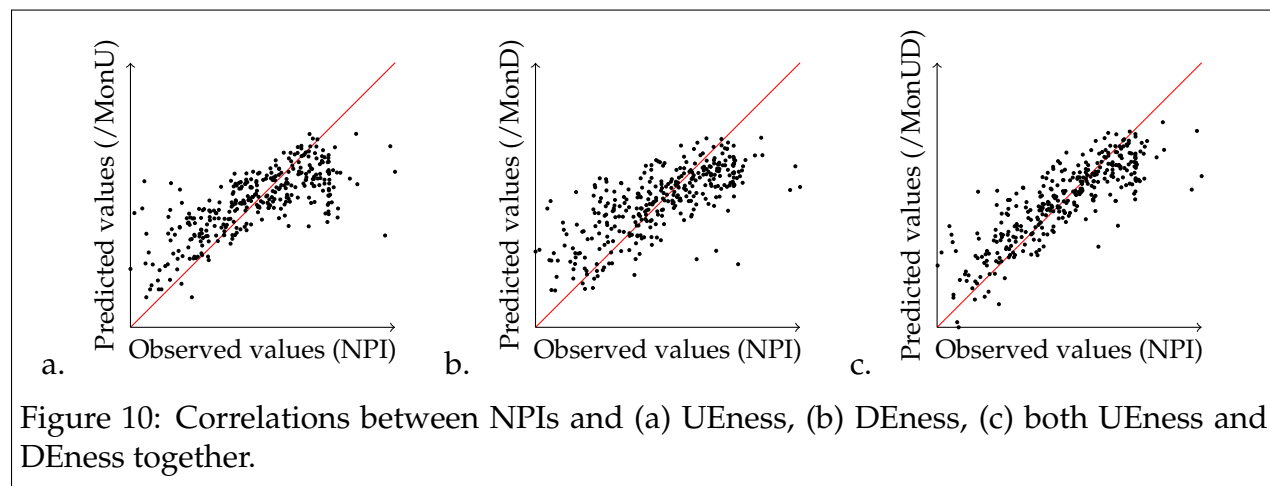 Predicted values (/MonU)
Observed values (NPI)
a.
Predicted values (/MonD)
Observed values (NPI)
b.
Predicted values (/MonUD)
Observed values (NPI)
c.
Figure 10: Correlations between NPIs and (a) UEness, (b) DEness, (c) both UEness and
DEness together.